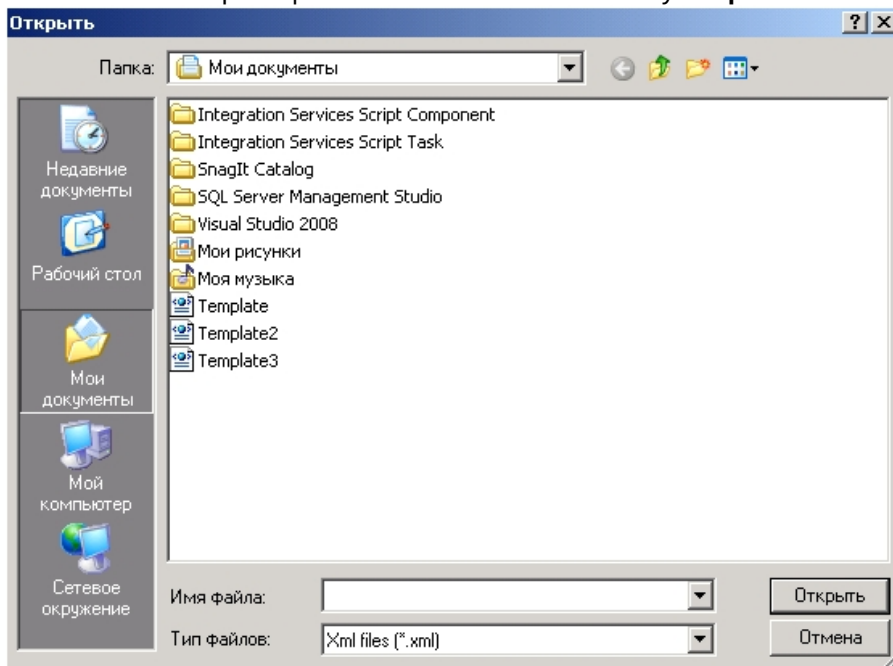 Открыть
Папка:
Мои документы
Недавние
документы
Рабочий стол
Мои
документы
Мой
компьютер
Сетевое
окружение
Integration Services Script Component
Integration Services Script Task
SnagIt Catalog
SQL Server Management Studio
Visual Studio 2008
Мои рисунки
Моя музыка
Template
Template2
Template3
Имя файла:
Открыть
Тип файлов:
Xml files (*.xml)
Отмена